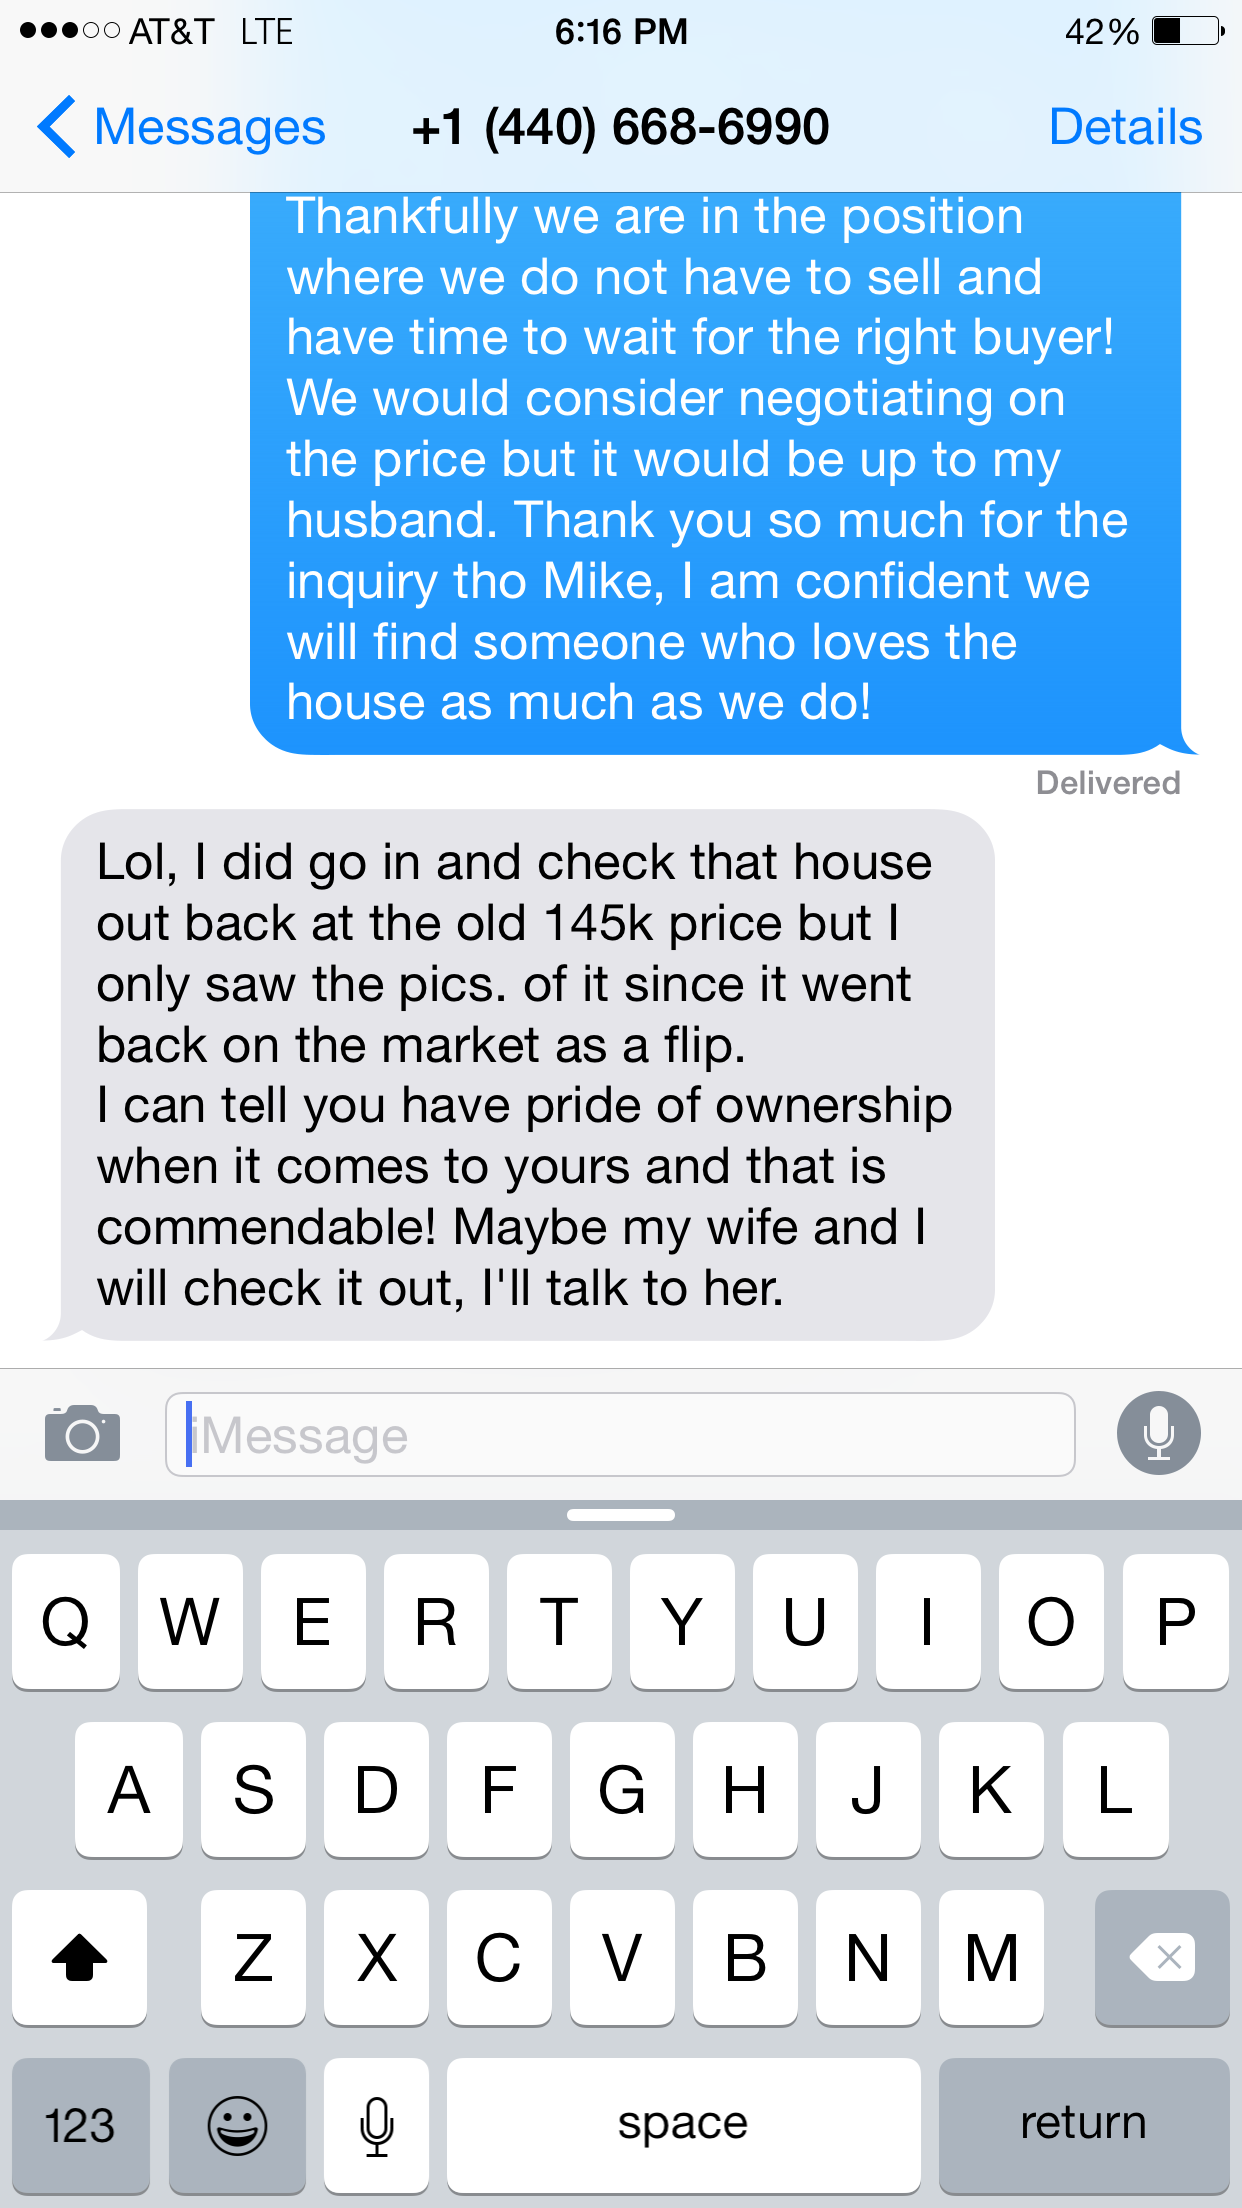 AT&T LTE 6:16 PM 42%
Messages +1 (440) 668-6990 Details
Thankfully we are in the position
where we do not have to sell and
have time to wait for the right buyer!
We would consider negotiating on
the price but it would be up to my
husband. Thank you so much for the
inquiry tho Mike, I am confident we
will find someone who loves the
house as much as we do!
Delivered
Lol, I did go in and check that house
out back at the old 145k price but I
only saw the pics. of it since it went
back on the market as a flip.
I can tell you have pride of ownership
when it comes to yours and that is
commendable! Maybe my wife and I
will check it out, I'll talk to her.
iMessage
Q W E R T Y U I O P
A S D F G H J K L
Z X C V B N M
123 space return